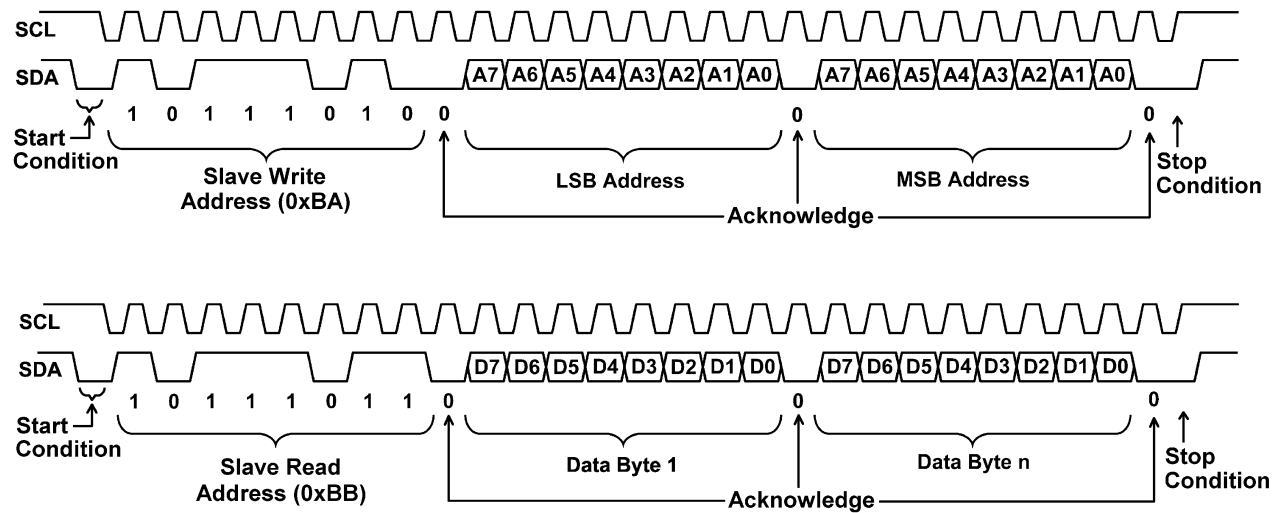 SCL
SDA A7 A6 A5 A4 A3 A2 A1 A0 A7 A6 A5 A4 A3 A2 A1 A0
1 0 1 1 1 0 1 0 0 0 0
Start
Condition
Slave Write
Address (0xBA)
LSB Address
MSB Address
Stop
Condition
Acknowledge
SCL
SDA D7 D6 D5 D4 D3 D2 D1 D0 D7 D6 D5 D4 D3 D2 D1 D0
1 0 1 1 1 0 1 1 0 0 0
Start
Condition
Slave Read
Address (0xBB)
Data Byte 1
Data Byte n
Stop
Condition
Acknowledge